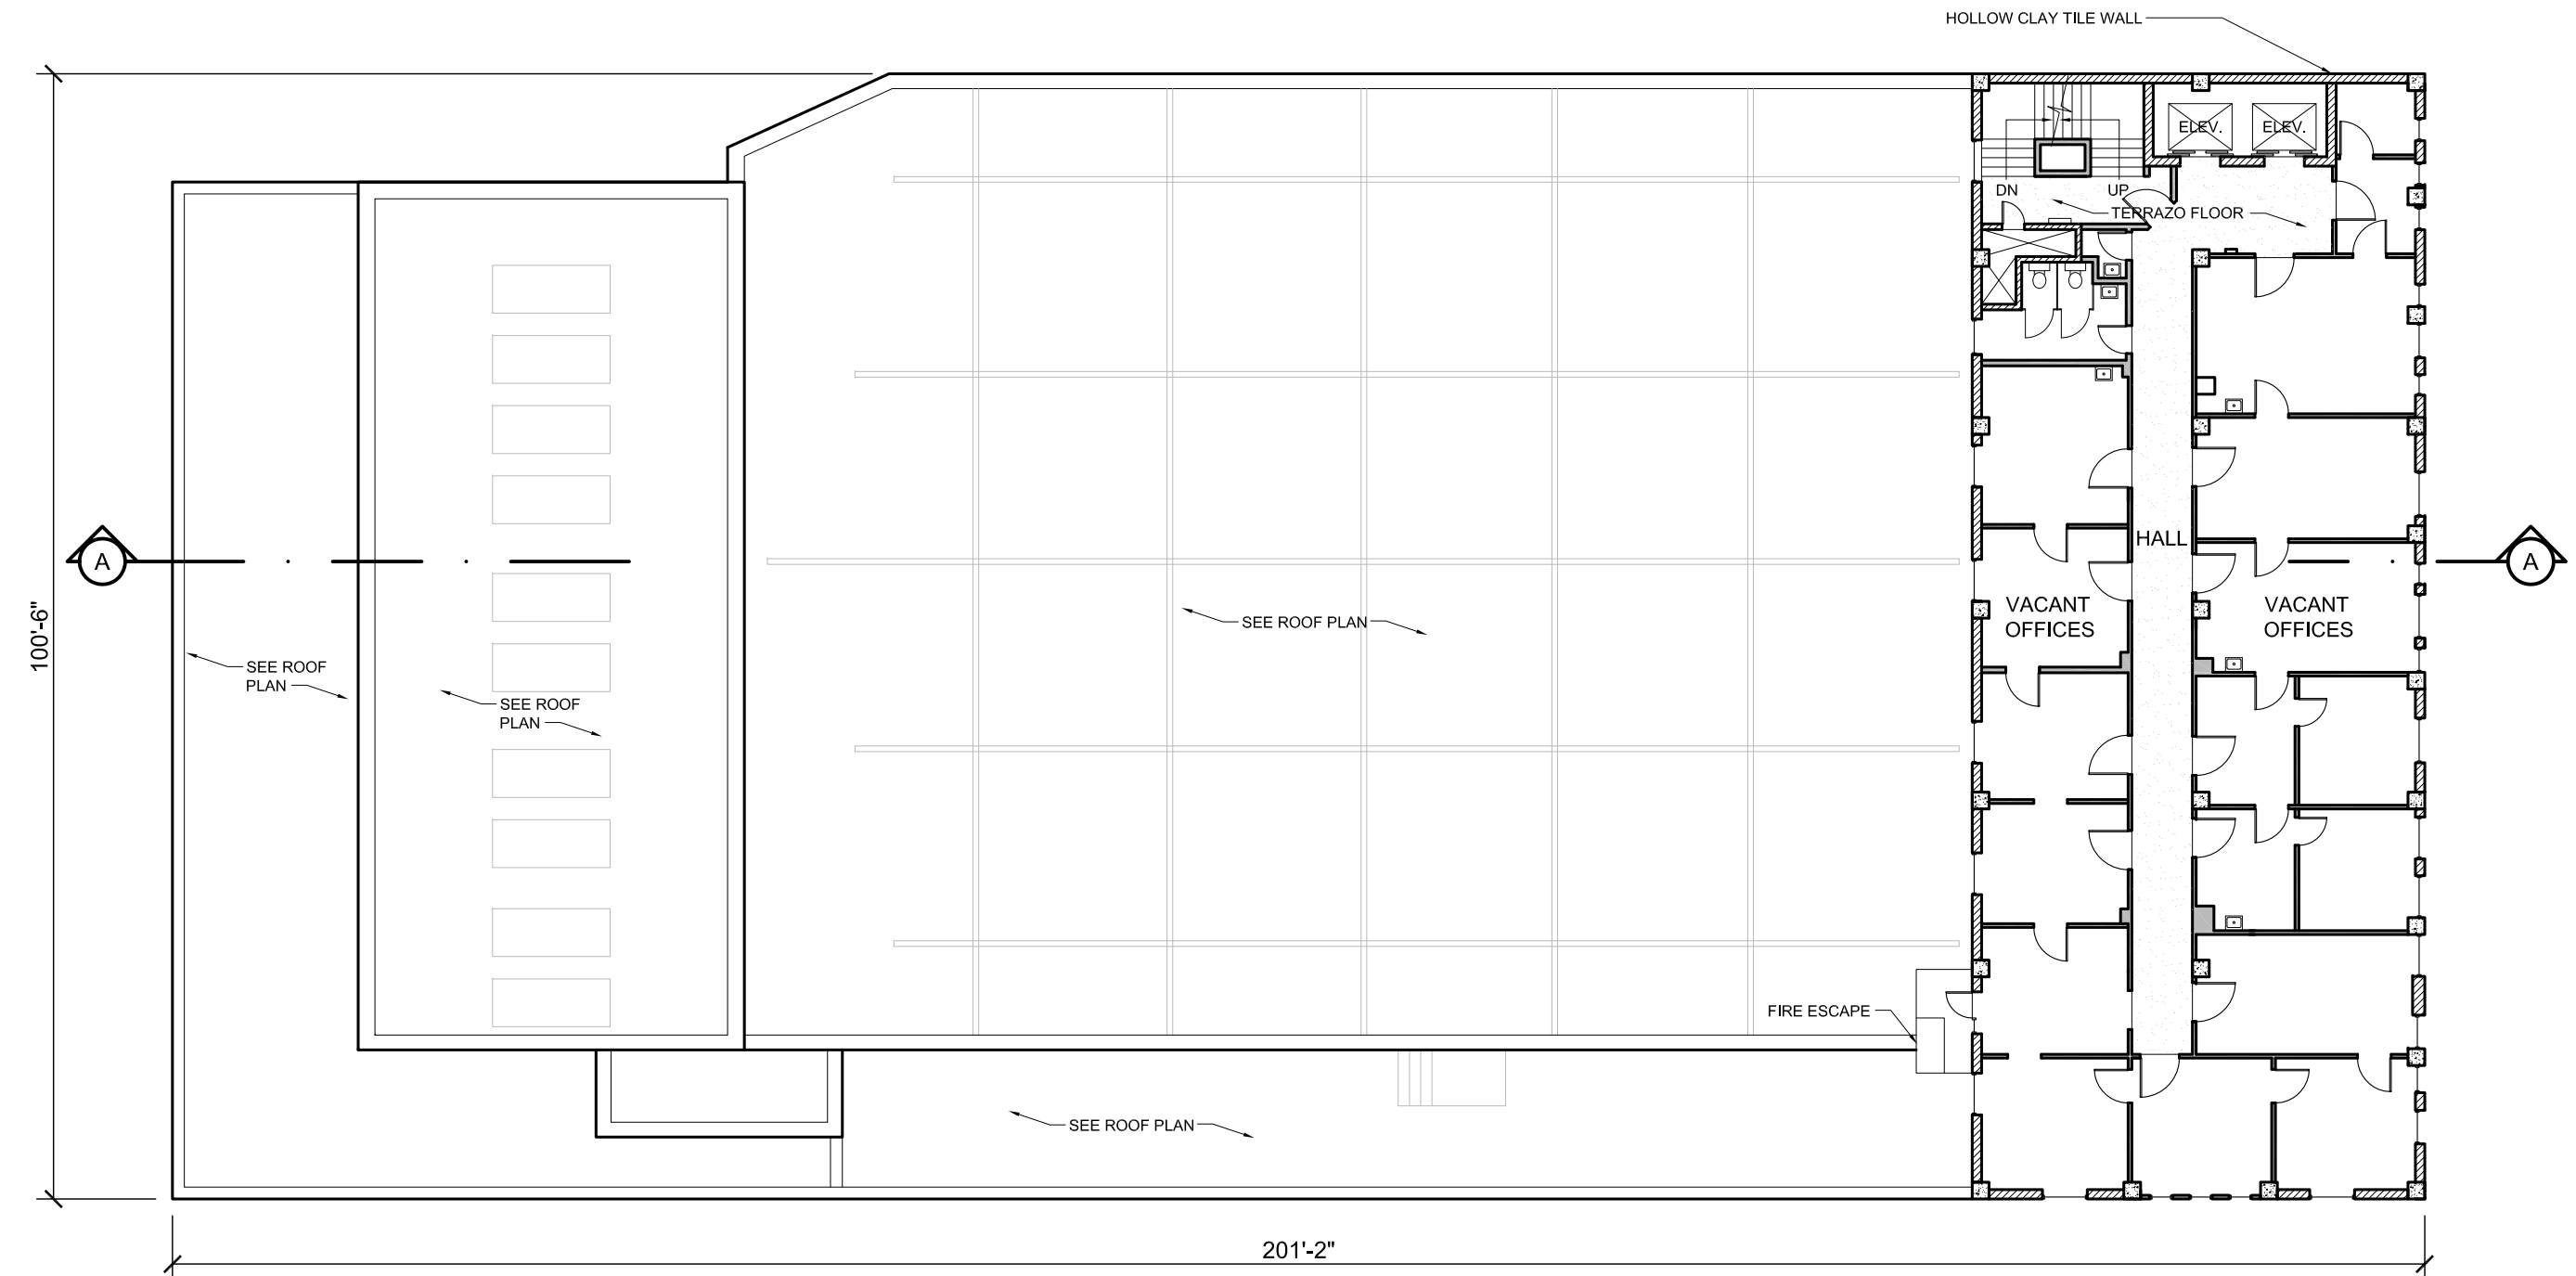 HOLLOW CLAY TILE WALL
ELEV.
ELEV.
DN
UP
TERRAZO FLOOR
HALL
A
A
100'-6"
VACANT
OFFICES
VACANT
OFFICES
SEE ROOF PLAN
SEE ROOF
PLAN
SEE ROOF
PLAN
FIRE ESCAPE
SEE ROOF PLAN
201'-2"